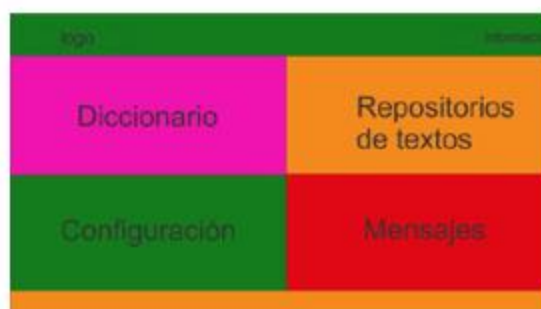 logo
Diccionario
Repositorios
de textos
Configuración
Mensajes